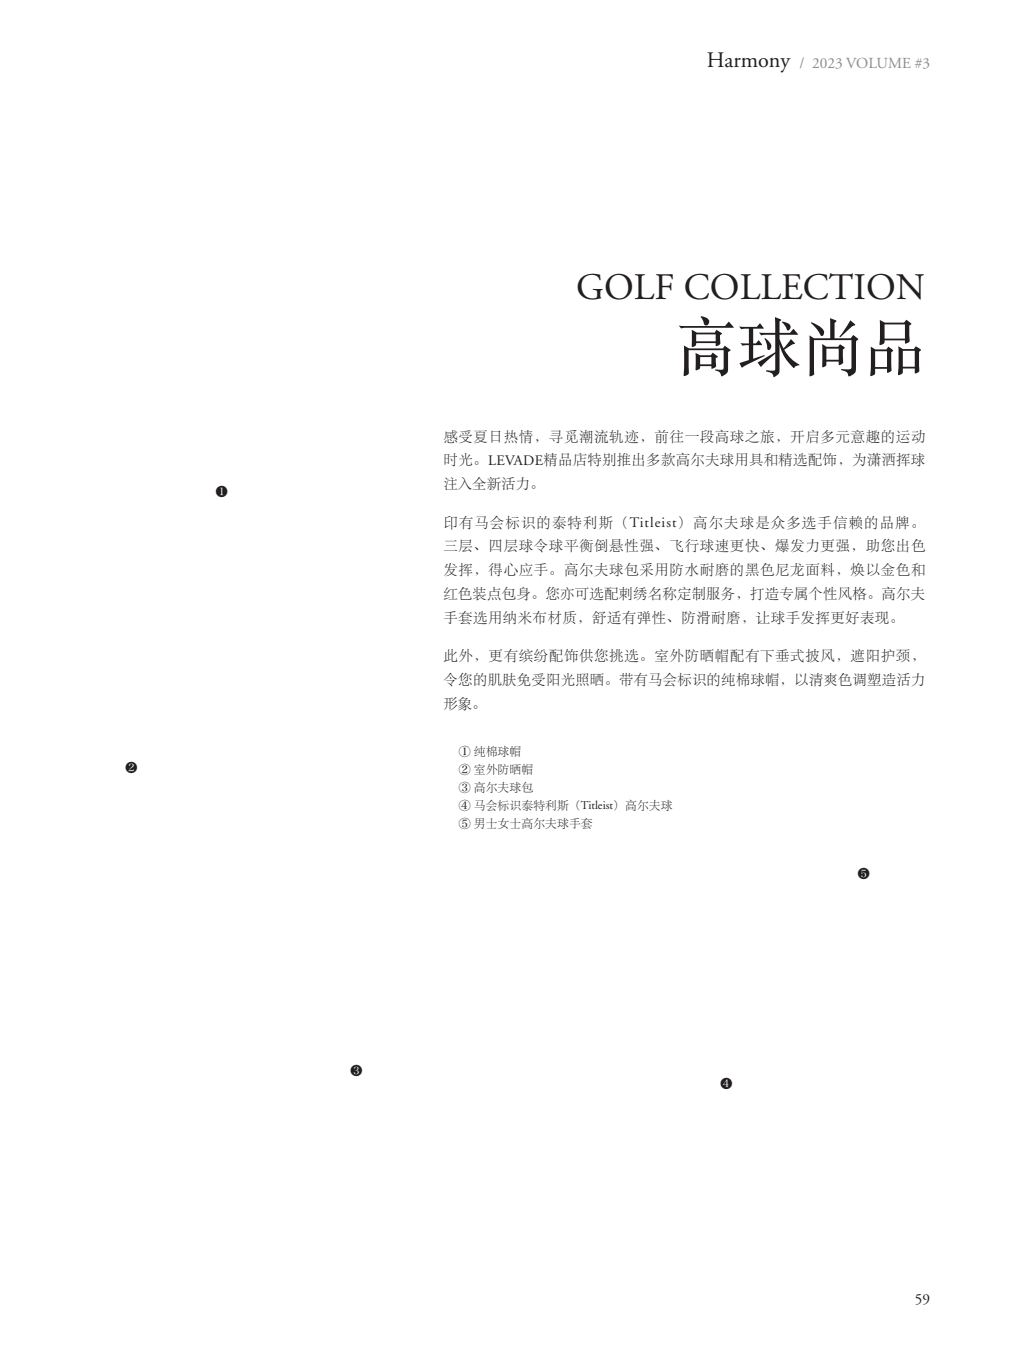 Harmony / 2023 VOLUME #3
GOLF COLLECTION
高球尚品
感受夏日热情，寻觅潮流轨迹，前往一段高球之旅，开启多元意趣的运动
时光。LEVADE精品店特别推出多款高尔夫球用具和精选配饰，为潇洒挥球
注入全新活力。
印有马会标识的泰特利斯（Titleist）高尔夫球是众多选手信赖的品牌。
三层、四层球令球平衡倒悬性强、飞行球速更快、爆发力更强，助您出色
发挥，得心应手。高尔夫球包采用防水耐磨的黑色尼龙面料，焕以金色和
红色装点包身。您亦可选配刺绣名称定制服务，打造专属个性风格。高尔夫
手套选用纳米布材质，舒适有弹性、防滑耐磨，让球手发挥更好表现。
此外，更有缤纷配饰供您挑选。室外防晒帽配有下垂式披风，遮阳护颈，
令您的肌肤免受阳光照晒。带有马会标识的纯棉球帽，以清爽色调塑造活力
形象。
① 纯棉球帽
② 室外防晒帽
③ 高尔夫球包
④ 马会标识泰特利斯（Titleist）高尔夫球
⑤ 男士女士高尔夫球手套
❶
❷
❺
❸
❹
59